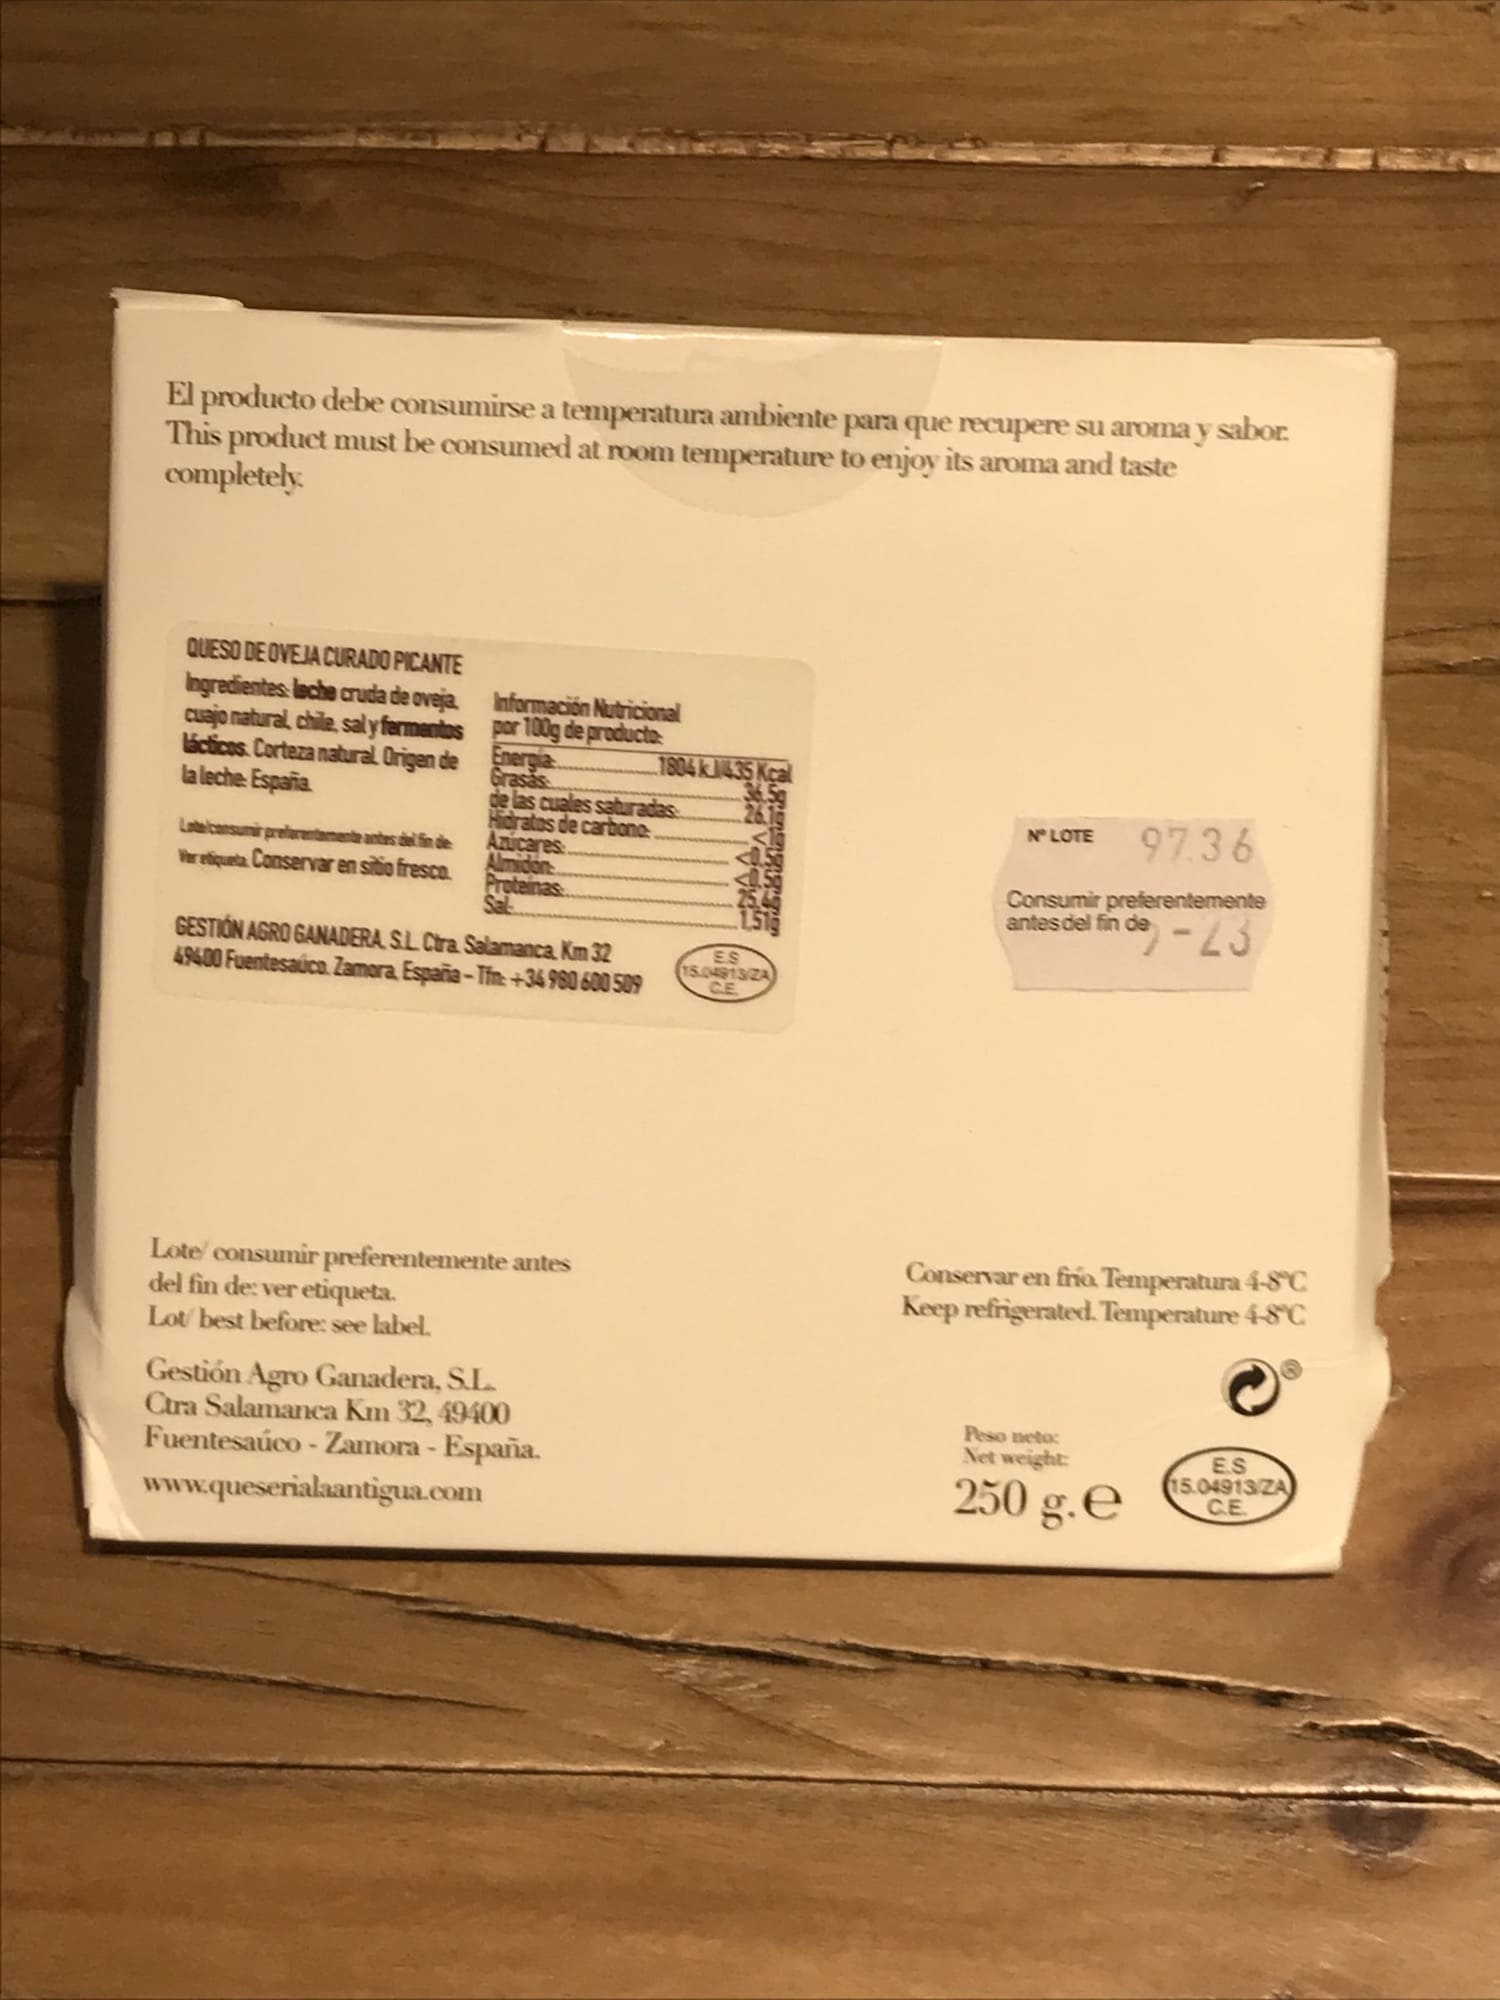 El producto debe consumirse a temperatura ambiente para que recupere su aroma y sabor.
This product must be consumed at room temperature to enjoy its aroma and taste
completely.
QUESO DE OVEJA CURADO PICANTE
Ingredientes: leche cruda de oveja,
cuajo natural, chile, sal y fermentos
lácticos. Corteza natural. Origen de
la leche: España.
Lote/consumir preferentemente antes del fin de:
Ver etiqueta. Conservar en sitio fresco.
Información Nutricional
por 100g de producto:
Energía:..........1804 kJ/435 Kcal
Grasas:..........36,5g
de las cuales saturadas:..........26,1g
Hidratos de carbono:..........<1g
Azúcares:..........<0,5g
Almidón:..........<0,5g
Proteínas:..........25,4g
Sal:..........1,51g
GESTIÓN AGRO GANADERA, S.L. Ctra. Salamanca, Km 32
49400 Fuentesaúco. Zamora, España - Tfn: +34 980 600 509
E.S
15.04913/ZA
C.E.
Nº LOTE 97.36
Consumir preferentemente
antes del fin de -23
Lote/ consumir preferentemente antes
del fin de: ver etiqueta.
Lot/ best before: see label.
Gestión Agro Ganadera, S.L.
Ctra Salamanca Km 32, 49400
Fuentesaúco - Zamora - España.
www.queserialaantigua.com
Conservar en frío. Temperatura 4-8ºC
Keep refrigerated. Temperature 4-8ºC
®
Peso neto:
Net weight:
250 g. e
E.S
15.04913/ZA
C.E.